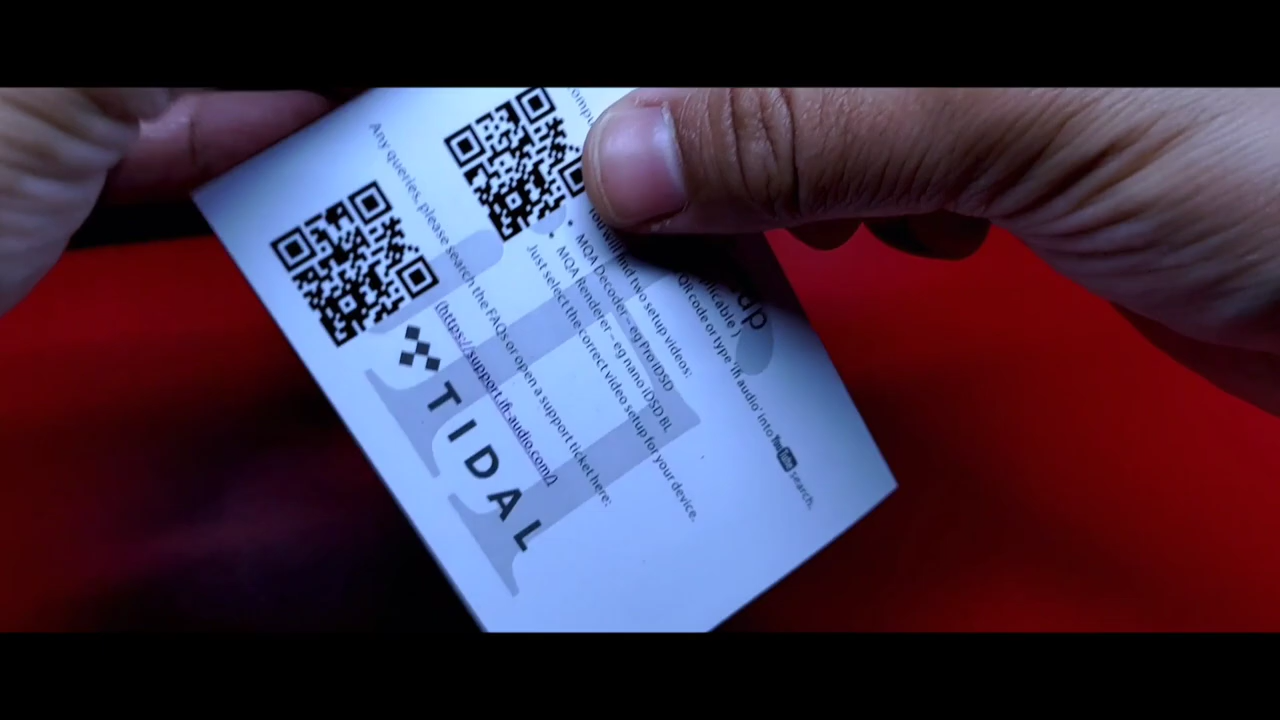 plicable )
QR code or type 'ifi audio' into YouTube search.
You will find two setup videos:
• MQA Decoder – eg Pro iDSD
• MQA Renderer – eg nano iDSD BL
Just select the correct video setup for your device.
Any queries, please search the FAQs or open a support ticket here:
(https://support.ifi-audio.com/)
TIDAL